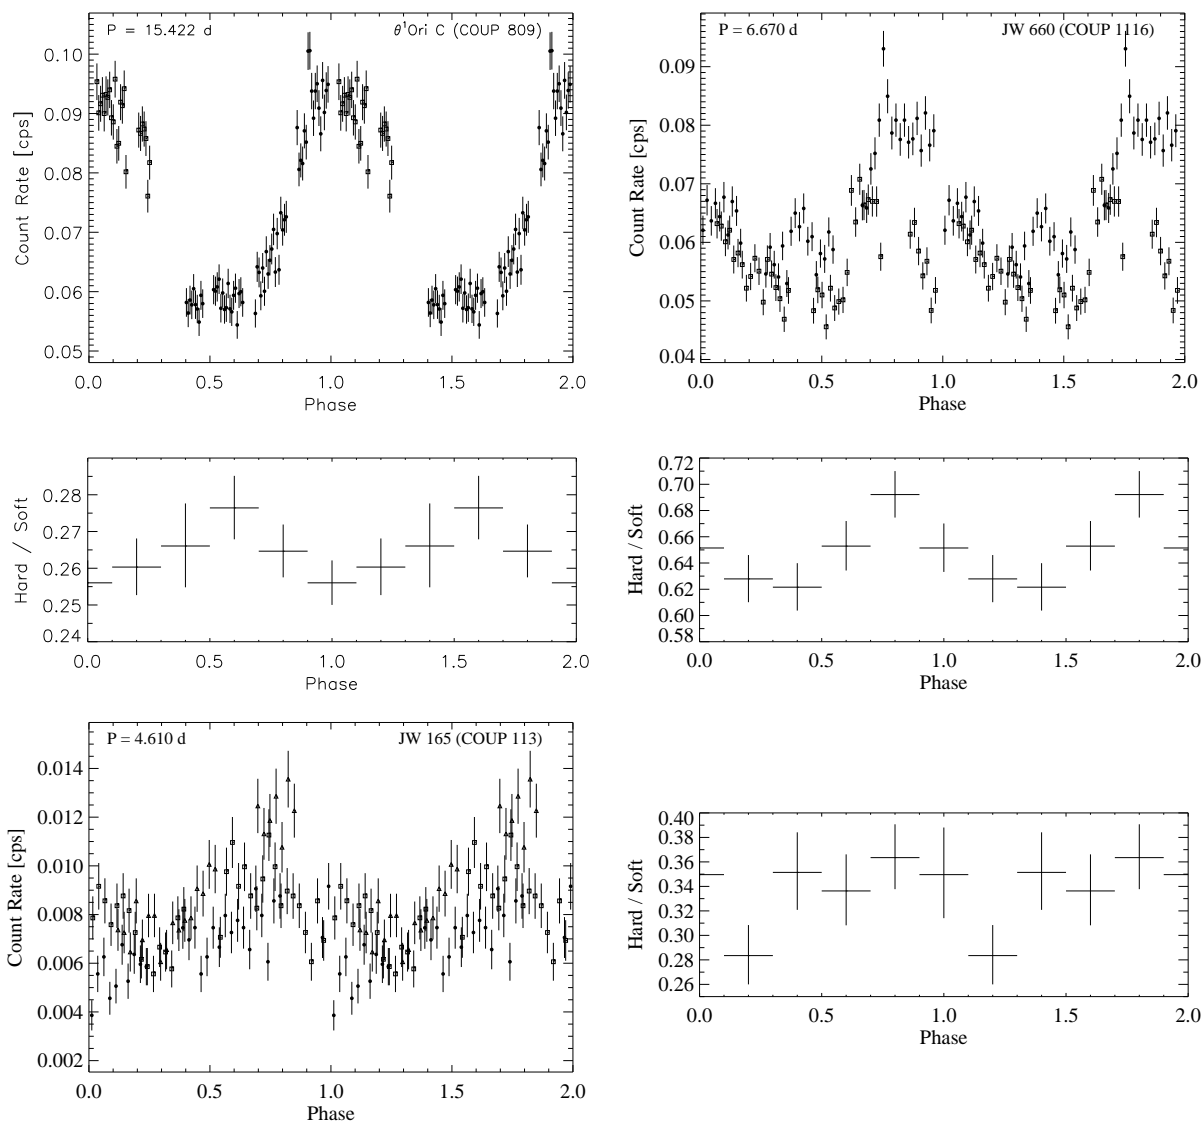 P = 15.422 d
θ¹Ori C (COUP 809)
Count Rate [cps]
0.10
0.09
0.08
0.07
0.06
0.05
0.0 0.5 1.0 1.5 2.0
Phase
P = 6.670 d
JW 660 (COUP 1116)
Count Rate [cps]
0.09
0.08
0.07
0.06
0.05
0.04
0.0 0.5 1.0 1.5 2.0
Phase
Hard / Soft
0.28
0.27
0.26
0.25
0.24
0.0 0.5 1.0 1.5 2.0
Phase
Hard / Soft
0.72
0.70
0.68
0.66
0.64
0.62
0.60
0.58
0.0 0.5 1.0 1.5 2.0
Phase
P = 4.610 d
JW 165 (COUP 113)
Count Rate [cps]
0.014
0.012
0.010
0.008
0.006
0.004
0.002
0.0 0.5 1.0 1.5 2.0
Phase
Hard / Soft
0.40
0.38
0.36
0.34
0.32
0.30
0.28
0.26
0.0 0.5 1.0 1.5 2.0
Phase